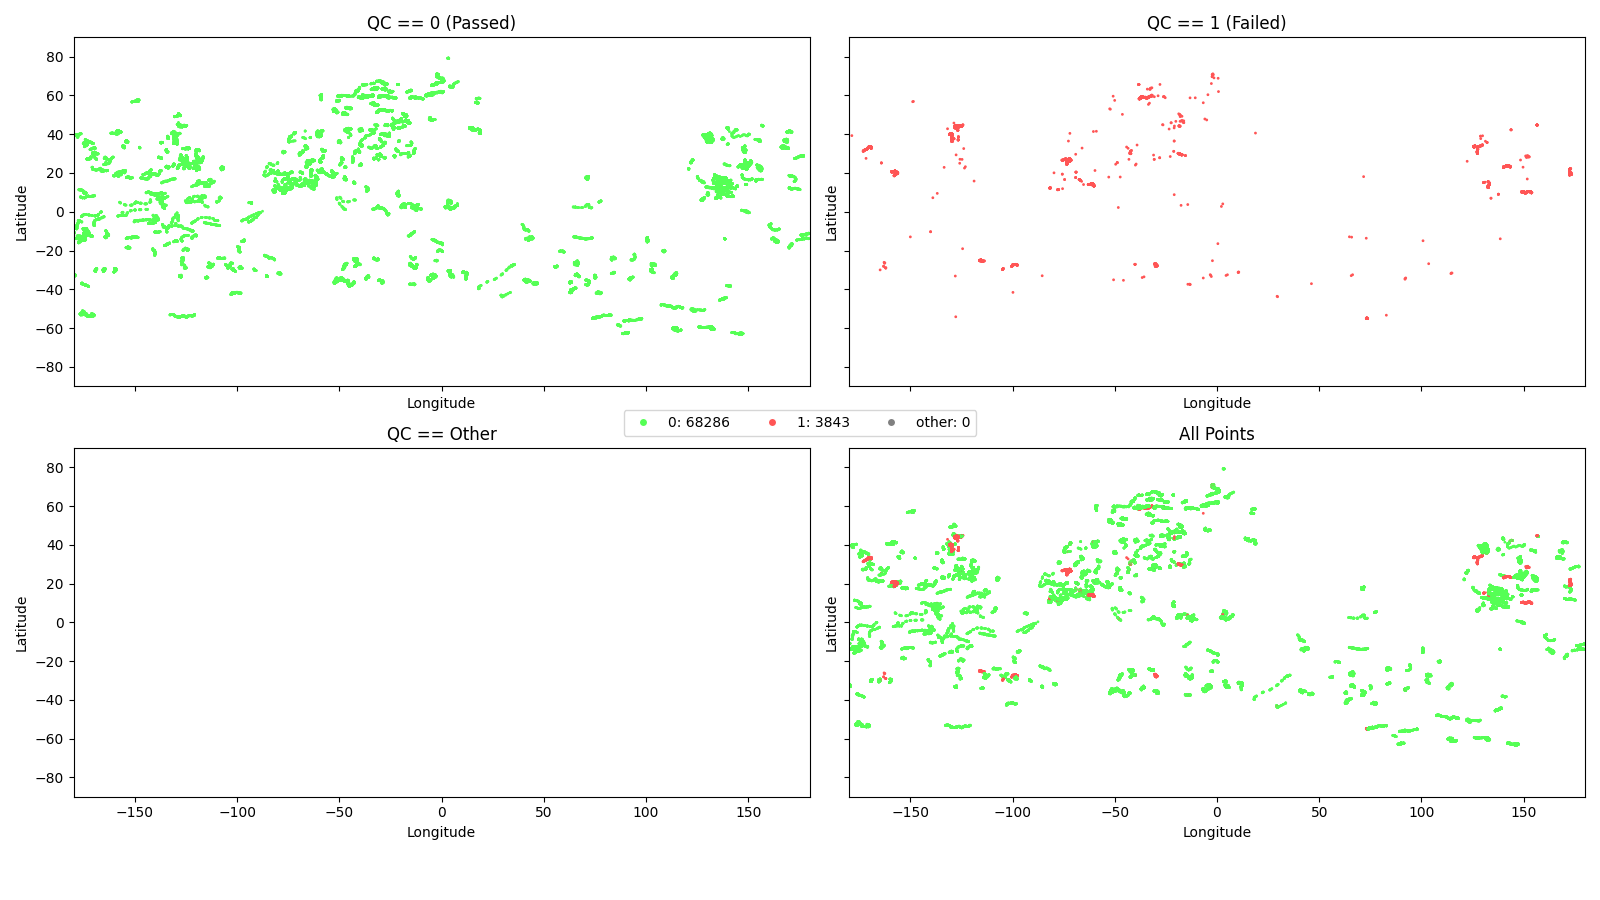 QC == 0 (Passed)
QC == 1 (Failed)
80
60
40
20
0
−20
−40
−60
−80
Latitude
Latitude
Longitude
Longitude
0: 68286
1: 3843
other: 0
QC == Other
All Points
80
60
40
20
0
−20
−40
−60
−80
Latitude
Latitude
−150
−100
−50
0
50
100
150
−150
−100
−50
0
50
100
150
Longitude
Longitude